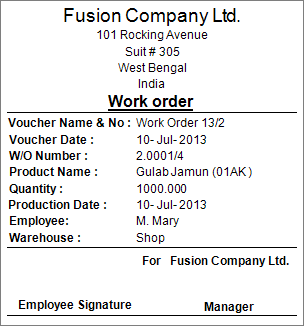 Fusion Company Ltd.
101 Rocking Avenue
Suit # 305
West Bengal
India
Work order
Voucher Name & No : Work Order 13/2
Voucher Date : 10- Jul- 2013
W/O Number : 2.0001/4
Product Name : Gulab Jamun (01AK )
Quantity : 1000.000
Production Date : 10- Jul- 2013
Employee: M. Mary
Warehouse : Shop
For Fusion Company Ltd.
Employee Signature Manager